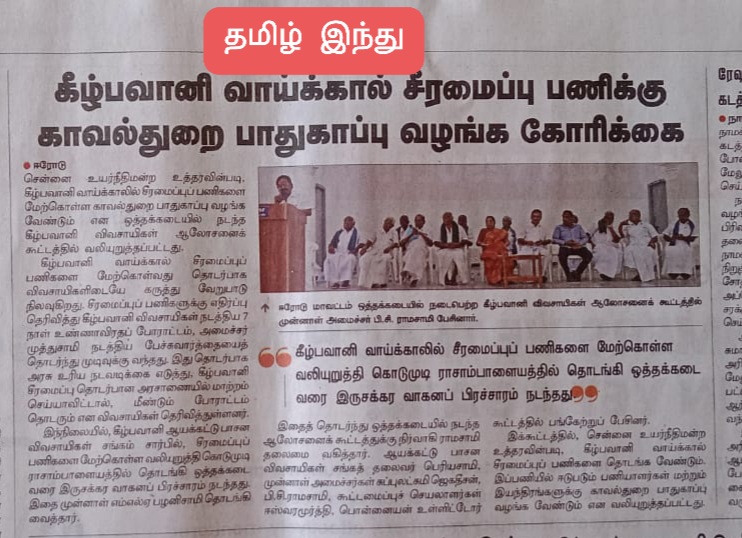 தமிழ் இந்து
கீழ்பவானி வாய்க்கால் சீரமைப்பு பணிக்கு
காவல்துறை பாதுகாப்பு வழங்க கோரிக்கை
ஈரோடு
சென்னை உயர்நீதிமன்ற உத்தரவின்படி,
கீழ்பவானி வாய்க்காலில் சீரமைப்புப் பணிகளை
மேற்கொள்ள காவல்துறை பாதுகாப்பு வழங்க
வேண்டும் என ஒத்தக்கடையில் நடந்த
கீழ்பவானி விவசாயிகள் ஆலோசனைக்
கூட்டத்தில் வலியுறுத்தப்பட்டது.
கீழ்பவானி வாய்க்கால் சீரமைப்புப்
பணிகளை மேற்கொள்வது தொடர்பாக
விவசாயிகளிடையே கருத்து வேறுபாடு
நிலவுகிறது. சீரமைப்புப் பணிகளுக்கு எதிர்ப்பு
தெரிவித்து கீழ்பவானி விவசாயிகள் நடத்திய 7
நாள் உண்ணாவிரதப் போராட்டம், அமைச்சர்
முத்துசாமி நடத்திய பேச்சுவார்த்தையைத்
தொடர்ந்து முடிவுக்கு வந்தது. இது தொடர்பாக
அரசு உரிய நடவடிக்கை எடுத்து, கீழ்பவானி
சீரமைப்பு தொடர்பான அரசாணையில் மாற்றம்
செய்யாவிட்டால், மீண்டும் போராட்டம்
தொடரும் என விவசாயிகள் தெரிவித்துள்ளனர்.
இந்நிலையில், கீழ்பவானி ஆயக்கட்டு பாசன
விவசாயிகள் சங்கம் சார்பில், சீரமைப்புப்
பணிகளை மேற்கொள்ள வலியுறுத்தி கொடுமுடி
ராசாம்பாளையத்தில் தொடங்கி ஒத்தக்கடை
வரை இருசக்கர வாகனப் பிரச்சாரம் நடந்தது.
இதை முன்னாள் எம்எல்ஏ பழனிசாமி தொடங்கி
வைத்தார்.
ஈரோடு மாவட்டம் ஒத்தக்கடையில் நடைபெற்ற கீழ்பவானி விவசாயிகள் ஆலோசனைக் கூட்டத்தில்
முன்னாள் அமைச்சர் பி.சி. ராமசாமி பேசினார்.
கீழ்பவானி வாய்க்காலில் சீரமைப்புப் பணிகளை மேற்கொள்ள
வலியுறுத்தி கொடுமுடி ராசாம்பாளையத்தில் தொடங்கி ஒத்தக்கடை
வரை இருசக்கர வாகனப் பிரச்சாரம் நடந்தது
இதைத் தொடர்ந்து ஒத்தக்கடையில் நடந்த
ஆலோசனைக் கூட்டத்துக்கு நிர்வாகி ராமசாமி
தலைமை வகித்தார். ஆயக்கட்டு பாசன
விவசாயிகள் சங்கத் தலைவர் பெரியசாமி,
முன்னாள் அமைச்சர்கள் சுப்புலட்சுமி ஜெகதீசன்,
பி.சி.ராமசாமி, கூட்டமைப்புச் செயலாளர்கள்
ஈஸ்வரமூர்த்தி, பொன்னையன் உள்ளிட்டோர்
கூட்டத்தில் பங்கேற்றுப் பேசினர்.
இக்கூட்டத்தில், சென்னை உயர்நீதிமன்ற
உத்தரவின்படி, கீழ்பவானி வாய்க்கால்
சீரமைப்புப் பணிகளை தொடங்க வேண்டும்.
இப்பணியில் ஈடுபடும் பணியாளர்கள் மற்றும்
இயந்திரங்களுக்கு காவல்துறை பாதுகாப்பு
வழங்க வேண்டும் என வலியுறுத்தப்பட்டது.